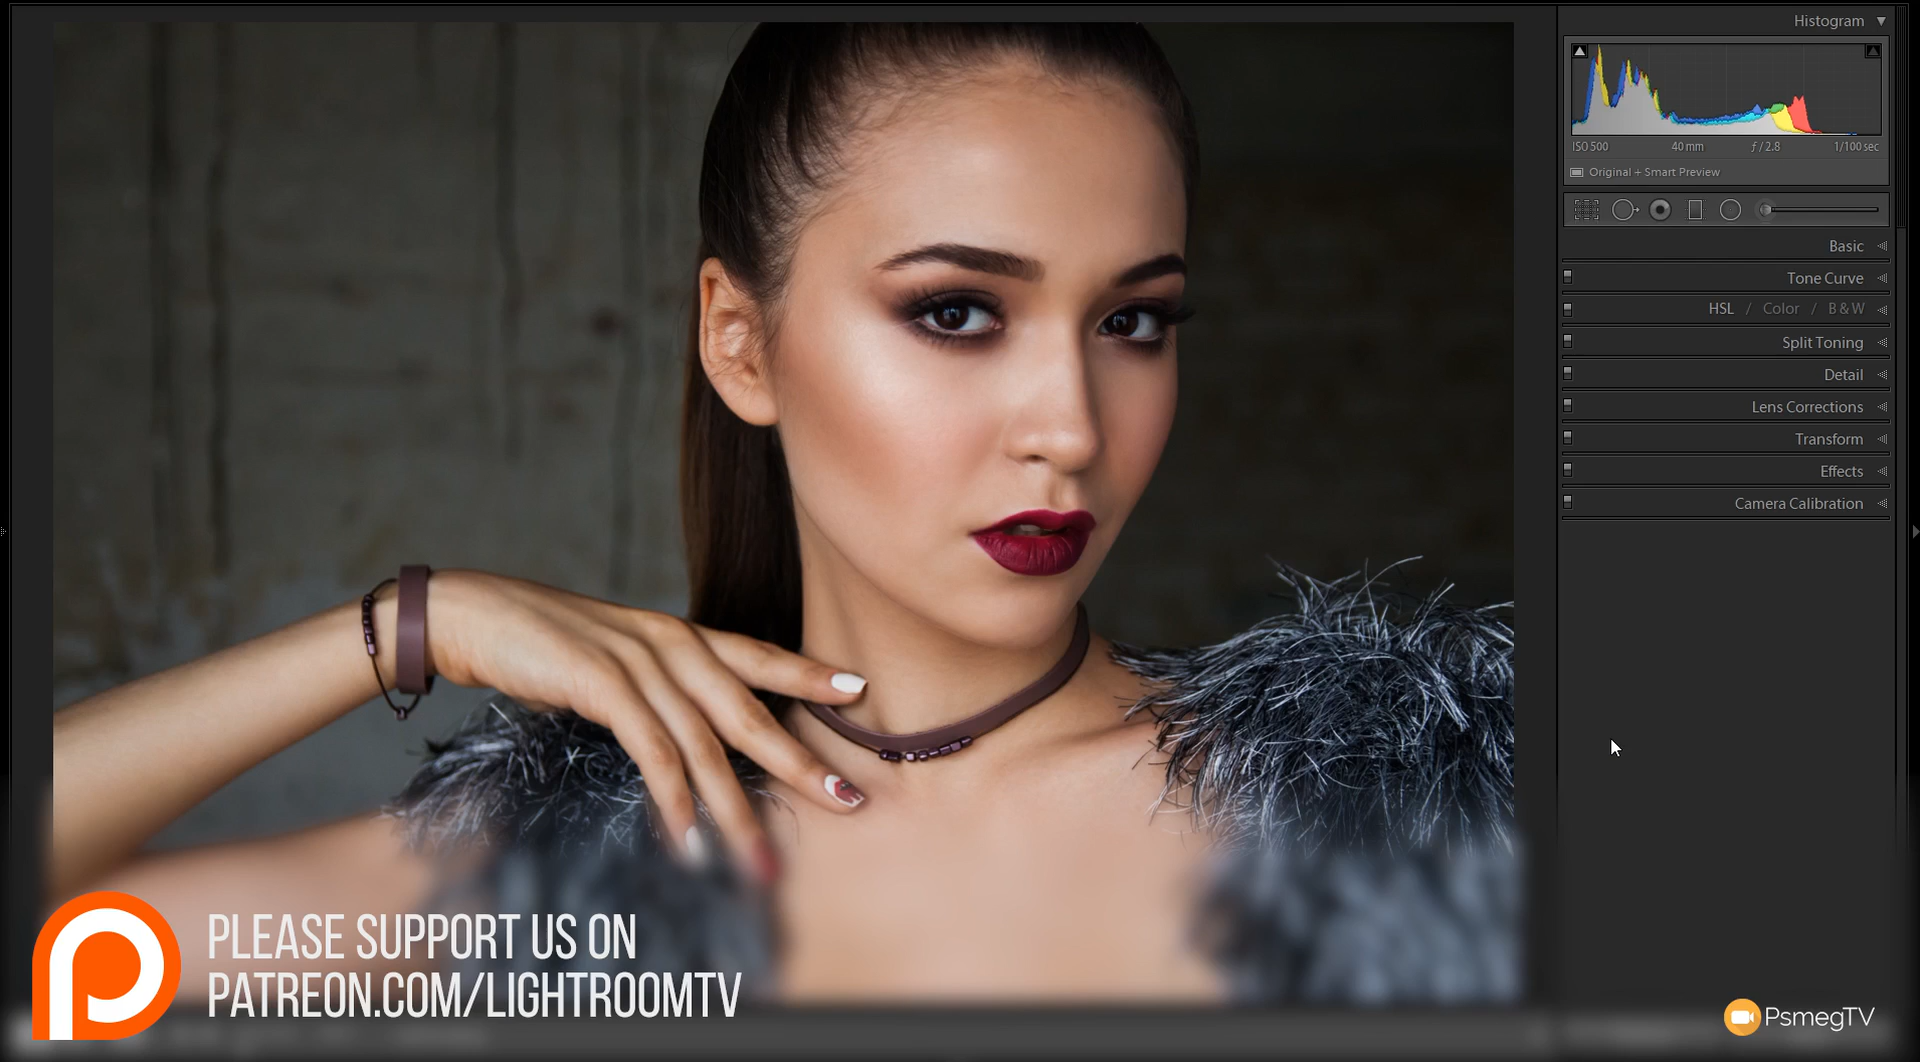 Histogram
ISO 500 40 mm ƒ / 2.8 1/100 sec
Original + Smart Preview
Basic
Tone Curve
HSL / Color / B & W
Split Toning
Detail
Lens Corrections
Transform
Effects
Camera Calibration
PLEASE SUPPORT US ON
PATREON.COM/LIGHTROOMTV
PsmegTV